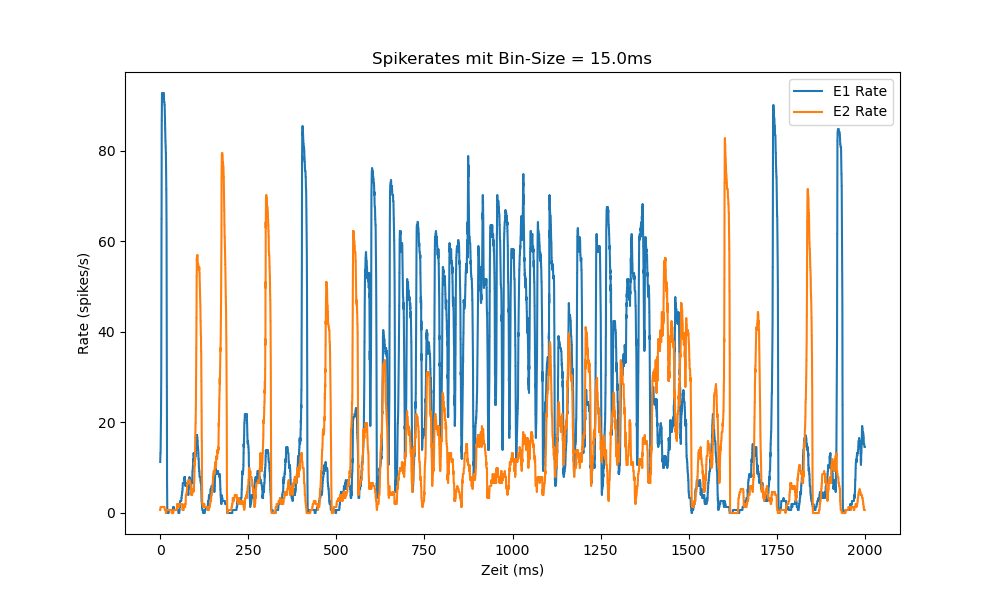 Spikerates mit Bin-Size = 15.0ms
E1 Rate
E2 Rate
80
60
40
20
0
Rate (spikes/s)
0 250 500 750 1000 1250 1500 1750 2000
Zeit (ms)